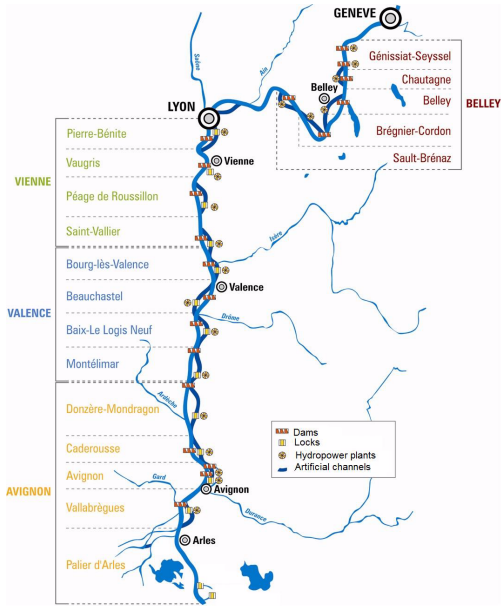 GENEVE
Génissiat-Seyssel
Chautagne
Belley
Belley
BELLEY
Brégnier-Cordon
Sault-Brénaz
Saône
Ain
LYON
Pierre-Bénite
Vaugris
Vienne
VIENNE
Péage de Roussillon
Saint-Vallier
Isère
Bourg-lès-Valence
Beauchastel
Valence
VALENCE
Drôme
Baix-Le Logis Neuf
Montélimar
Ardèche
Donzère-Mondragon
Caderousse
Avignon
Gard
Avignon
AVIGNON
Vallabrègues
Durance
Arles
Palier d'Arles
Dams
Locks
Hydropower plants
Artificial channels